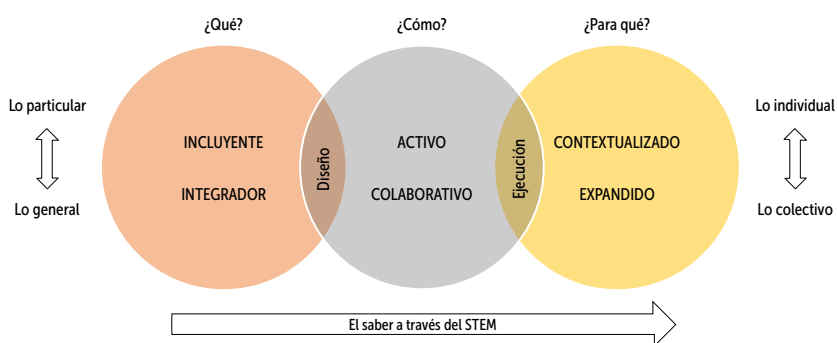 ¿Qué?
¿Cómo?
¿Para qué?
Lo particular
Lo general
INCLUYENTE
INTEGRADOR
Diseño
ACTIVO
COLABORATIVO
Ejecución
CONTEXTUALIZADO
EXPANDIDO
Lo individual
Lo colectivo
El saber a través del STEM